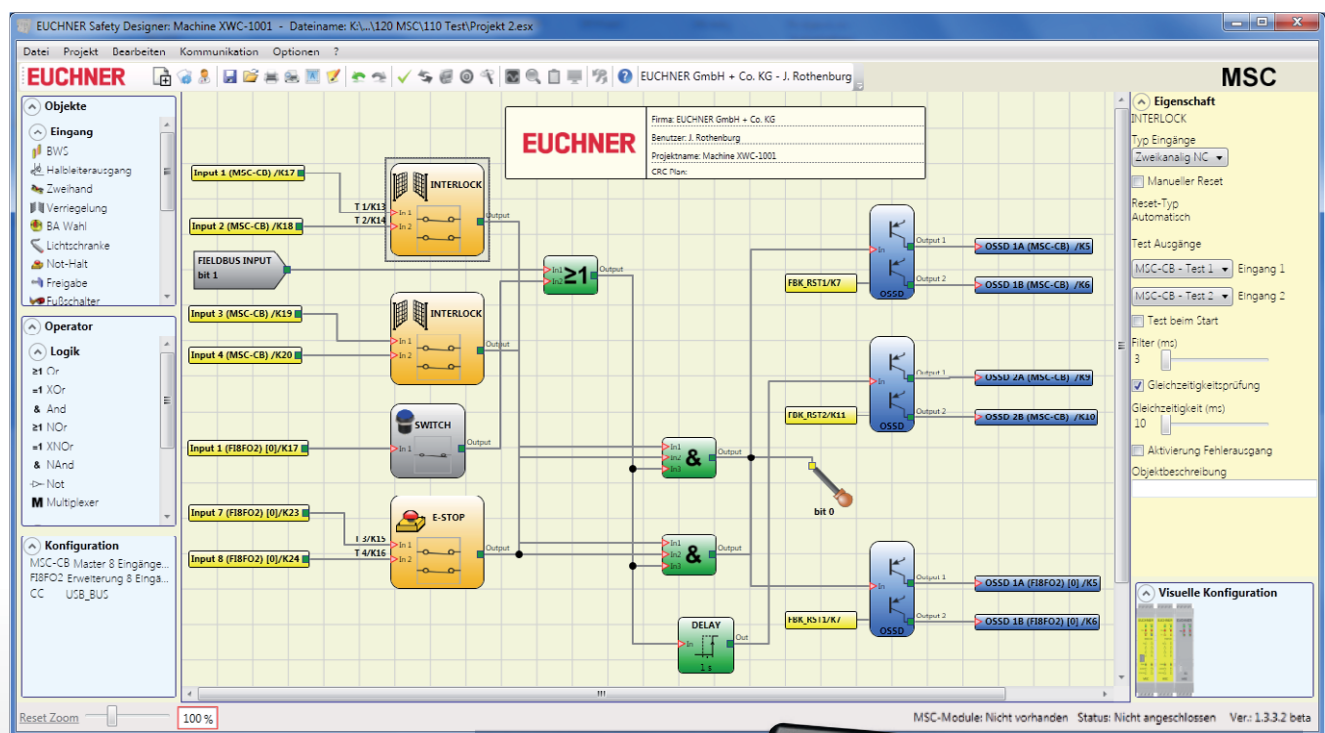 EUCHNER Safety Designer: Machine XWC-1001 - Dateiname: K:\...\120 MSC\110 Test\Projekt 2.esx
Datei Projekt Bearbeiten Kommunikation Optionen ?
EUCHNER
EUCHNER GmbH + Co. KG - J. Rothenburg
MSC
Objekte
Eingang
BWS
Halbleiterausgang
Zweihand
Verriegelung
BA Wahl
Lichtschranke
Not-Halt
Freigabe
Fußschalter
Operator
Logik
≥1 Or
=1 XOr
& And
≥1 NOr
=1 XNOr
& NAnd
Not
M Multiplexer
Konfiguration
MSC-CB Master 8 Eingänge...
FI8FO2 Erweiterung 8 Eingä...
CC USB_BUS
EUCHNER
Firma: EUCHNER GmbH + Co. KG
Benutzer: J. Rothenburg
Projektname: Machine XWC-1001
CRC Plan:
Input 1 (MSC-CB) /K17
Input 2 (MSC-CB) /K18
T 1/K13
T 2/K14
INTERLOCK
In 1
In 2
Output
FIELDBUS INPUT
bit 1
In1
In2
≥1
Output
Input 3 (MSC-CB) /K19
Input 4 (MSC-CB) /K20
INTERLOCK
In 1
In 2
Output
Input 1 (FI8FO2) [0]/K17
SWITCH
In 1
Output
Input 7 (FI8FO2) [0]/K23
Input 8 (FI8FO2) [0]/K24
T 3/K15
T 4/K16
E-STOP
In 1
In 2
Output
In1
In2
In3
&
Output
In1
In2
In3
&
Output
DELAY
In
Out
1 s
bit 0
FBK_RST1/K7
In
OSSD
Output 1
Output 2
OSSD 1A (MSC-CB) /K5
OSSD 1B (MSC-CB) /K6
FBK_RST2/K11
In
OSSD
Output 1
Output 2
OSSD 2A (MSC-CB) /K9
OSSD 2B (MSC-CB) /K10
FBK_RST1/K7
In
OSSD
Output 1
Output 2
OSSD 1A (FI8FO2) [0] /K5
OSSD 1B (FI8FO2) [0] /K6
Eigenschaft
INTERLOCK
Typ Eingänge
Zweikanalig NC
Manueller Reset
Reset-Typ
Automatisch
Test Ausgänge
MSC-CB - Test 1 Eingang 1
MSC-CB - Test 2 Eingang 2
Test beim Start
Filter (ms)
3
Gleichzeitigkeitsprüfung
Gleichzeitigkeit (ms)
10
Aktivierung Fehlerausgang
Objektbeschreibung
Visuelle Konfiguration
Reset Zoom
100 %
MSC-Module: Nicht vorhanden Status: Nicht angeschlossen Ver.: 1.3.3.2 beta